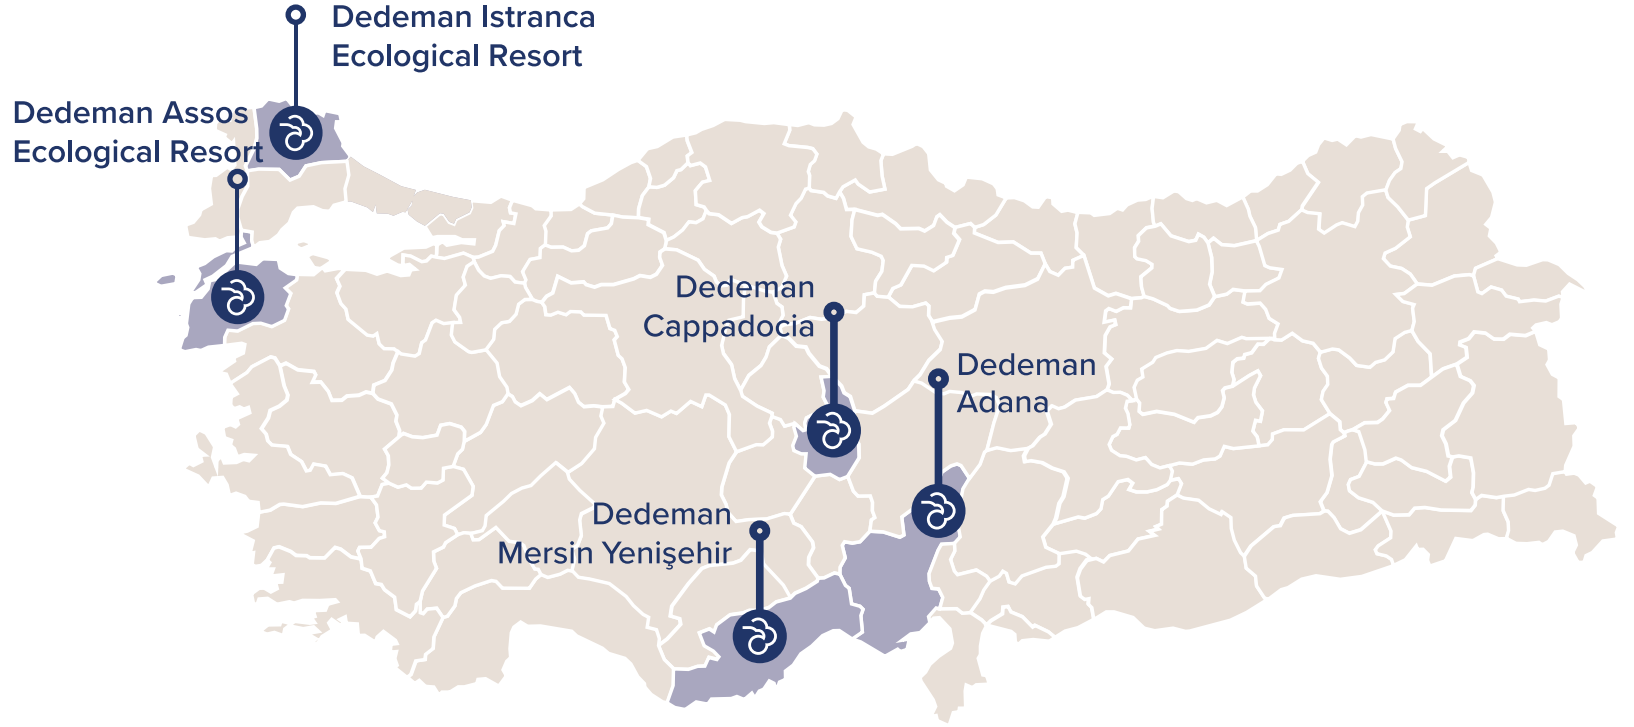 Dedeman Istranca
Ecological Resort
Dedeman Assos
Ecological Resort
Dedeman
Cappadocia
Dedeman
Adana
Dedeman
Mersin Yenişehir